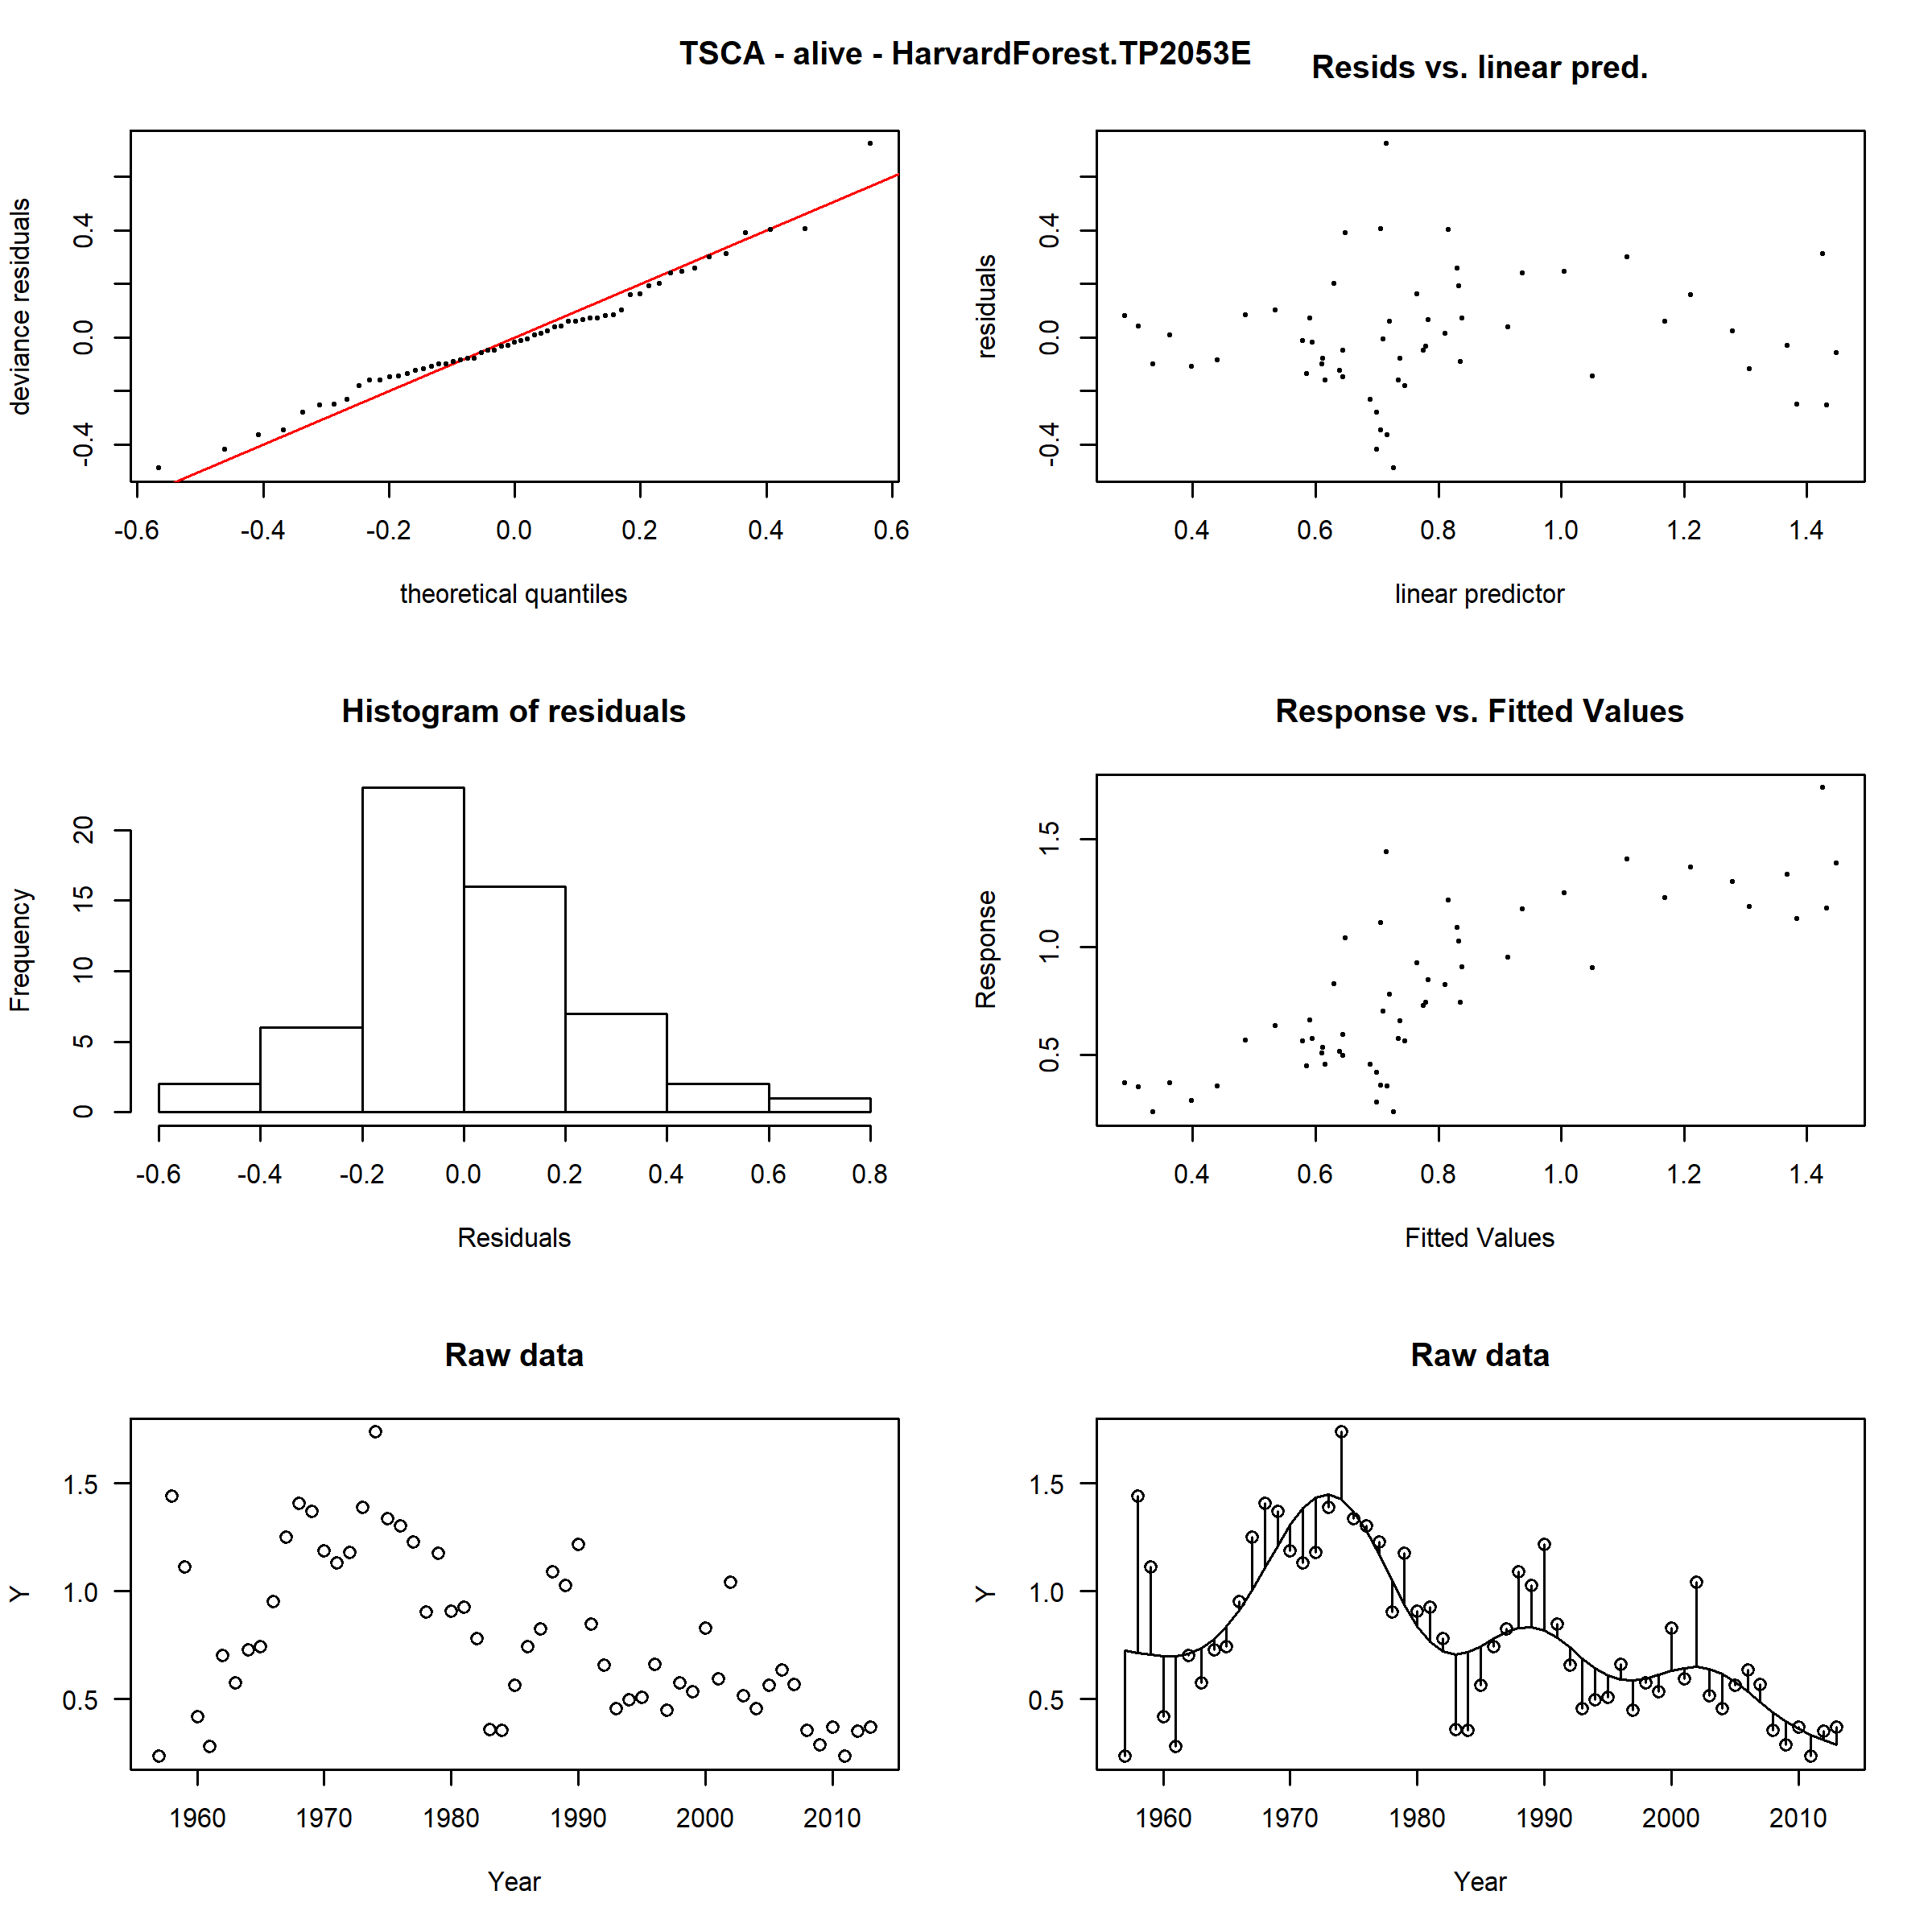 TSCA - alive - HarvardForest.TP2053E
Resids vs. linear pred.
deviance residuals
-0.4 0.0 0.4
-0.6 -0.4 -0.2 0.0 0.2 0.4 0.6
theoretical quantiles
residuals
-0.4 0.0 0.4
0.4 0.6 0.8 1.0 1.2 1.4
linear predictor
Histogram of residuals
Frequency
0 5 10 15 20
-0.6 -0.4 -0.2 0.0 0.2 0.4 0.6 0.8
Residuals
Response vs. Fitted Values
Response
0.5 1.0 1.5
0.4 0.6 0.8 1.0 1.2 1.4
Fitted Values
Raw data
Y
1.5
1.0
0.5
1960 1970 1980 1990 2000 2010
Year
Raw data
Y
1.5
1.0
0.5
1960 1970 1980 1990 2000 2010
Year